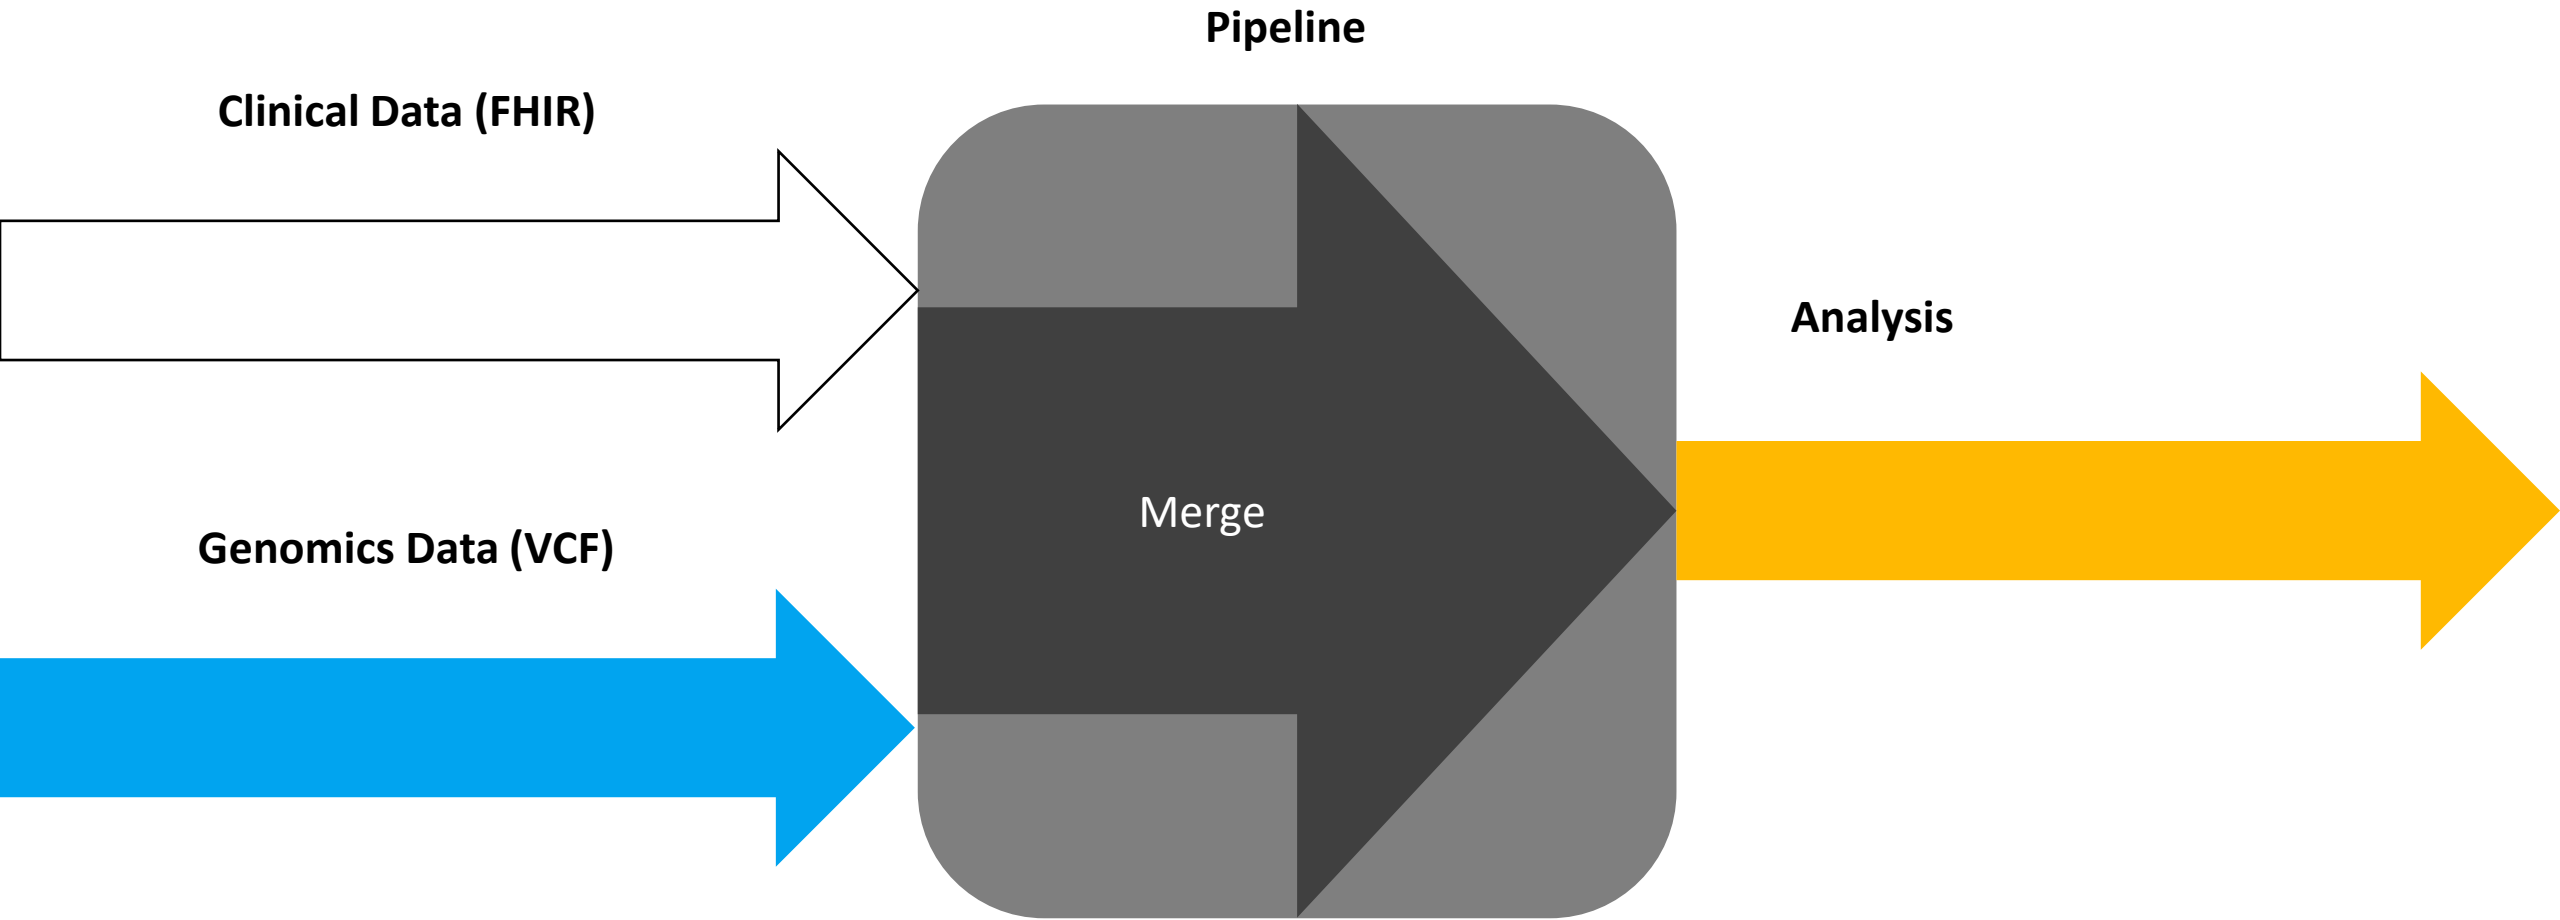 Pipeline
Clinical Data (FHIR)
Analysis
Merge
Genomics Data (VCF)